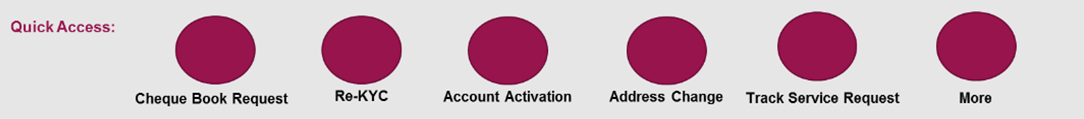 Quick Access:
Cheque Book Request
Re-KYC
Account Activation
Address Change
Track Service Request
More